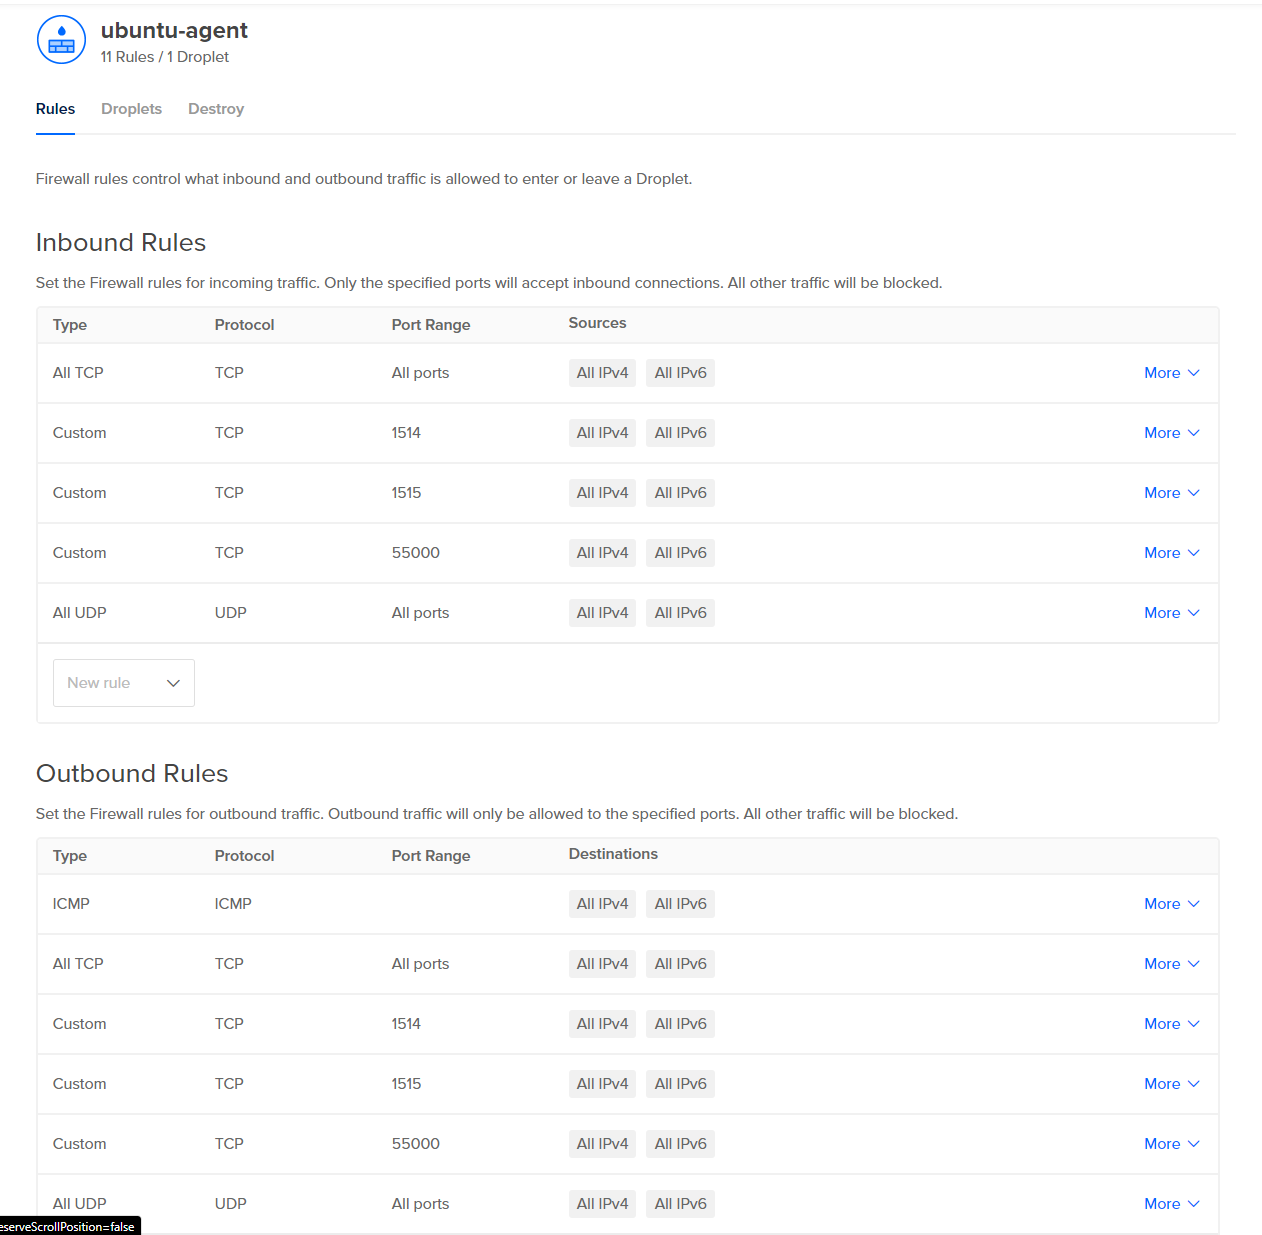 ubuntu-agent
11 Rules / 1 Droplet
Rules Droplets Destroy
Firewall rules control what inbound and outbound traffic is allowed to enter or leave a Droplet.
Inbound Rules
Set the Firewall rules for incoming traffic. Only the specified ports will accept inbound connections. All other traffic will be blocked.
Type Protocol Port Range Sources
All TCP TCP All ports All IPv4 All IPv6 More
Custom TCP 1514 All IPv4 All IPv6 More
Custom TCP 1515 All IPv4 All IPv6 More
Custom TCP 55000 All IPv4 All IPv6 More
All UDP UDP All ports All IPv4 All IPv6 More
New rule
Outbound Rules
Set the Firewall rules for outbound traffic. Outbound traffic will only be allowed to the specified ports. All other traffic will be blocked.
Type Protocol Port Range Destinations
ICMP ICMP All IPv4 All IPv6 More
All TCP TCP All ports All IPv4 All IPv6 More
Custom TCP 1514 All IPv4 All IPv6 More
Custom TCP 1515 All IPv4 All IPv6 More
Custom TCP 55000 All IPv4 All IPv6 More
All UDP UDP All ports All IPv4 All IPv6 More
eserveScrollPosition=false